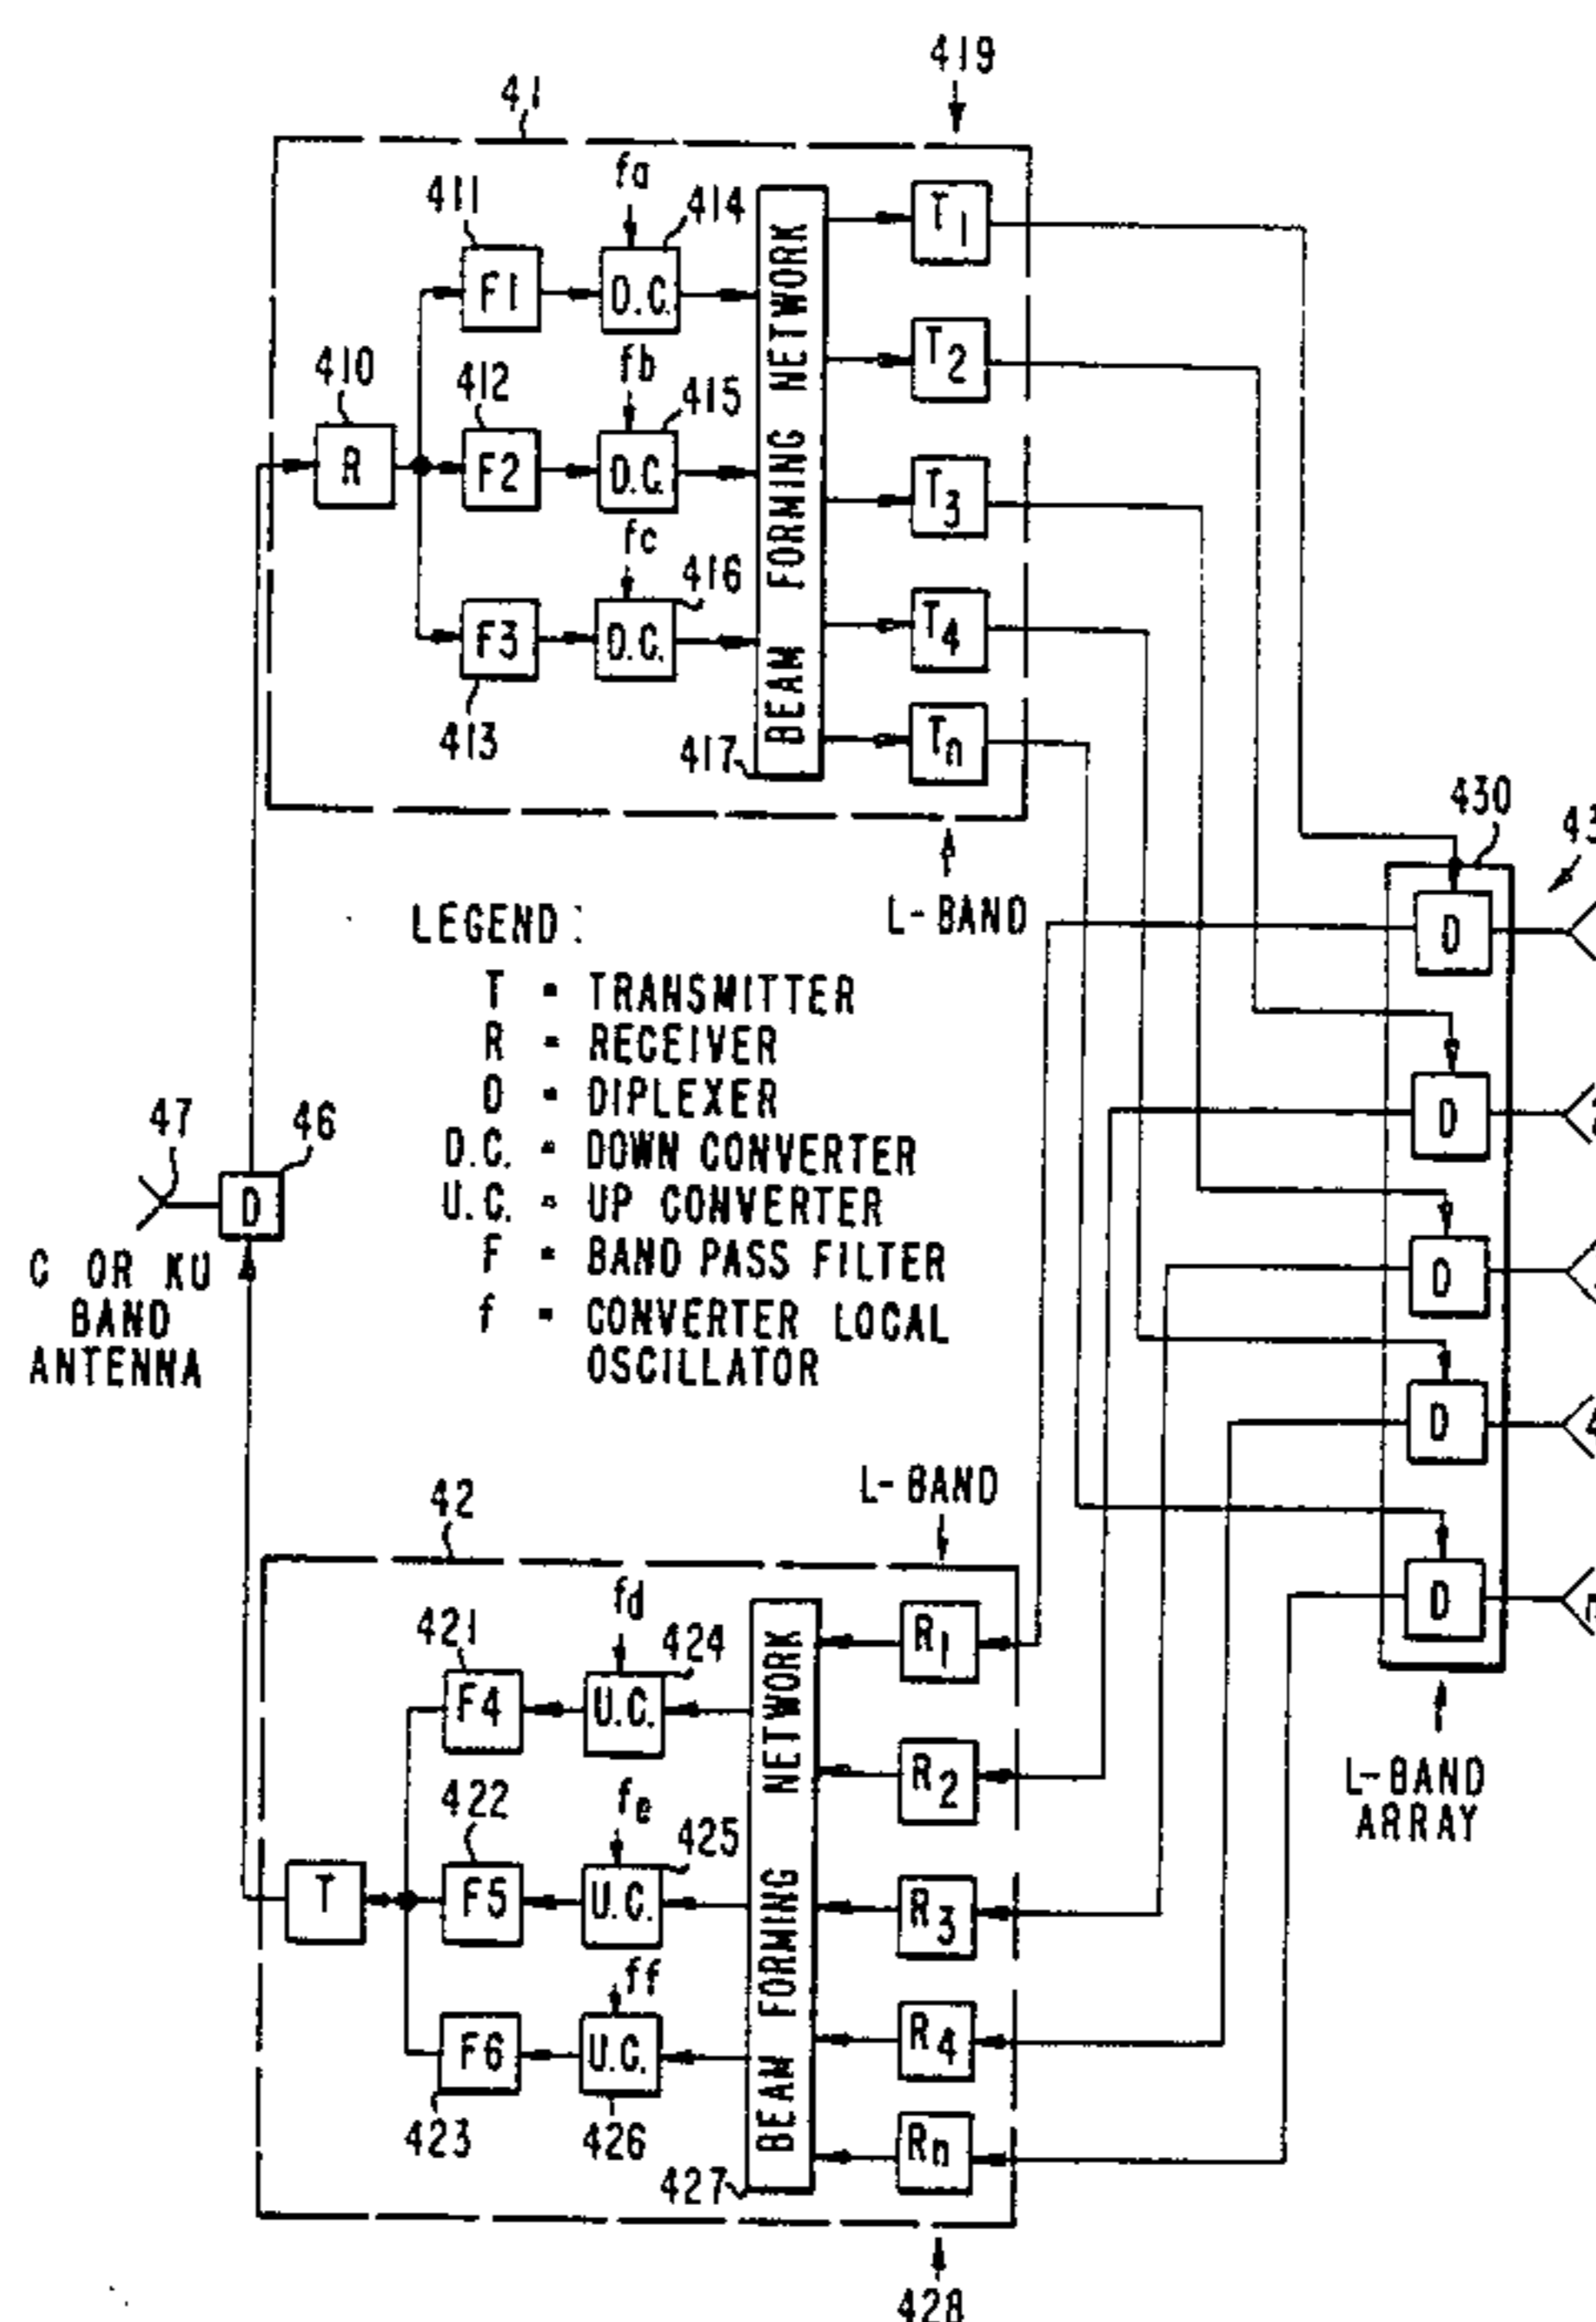 419
41
fa
411
414
T1
F1
D.C.
fb
T2
410
412
415
R
F2
D.C.
fc
T3
416
F3
D.C.
T4
413
417
BEAM FORMING NETWORK
Tn
430
L-BAND
D
LEGEND:
T = TRANSMITTER
R = RECEIVER
D = DIPLEXER
D.C. = DOWN CONVERTER
U.C. = UP CONVERTER
F = BAND PASS FILTER
f = CONVERTER LOCAL
OSCILLATOR
47
46
D
C OR KU
BAND
ANTENNA
D
D
D
4
D
L-BAND
ARRAY
L-BAND
42
fd
421
424
R1
F4
U.C.
422
fe
425
R2
T
F5
U.C.
R3
ff
F6
U.C.
R4
423
426
Rn
427
BEAM FORMING NETWORK
428